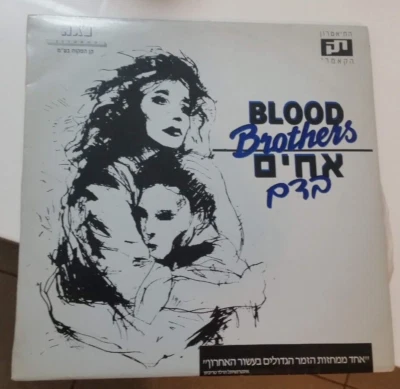 התיאטרון
הקאמרי
BLOOD
Brothers
אחים
בדם
"אחד ממחזות הזמר הגדולים בעשור האחרון"